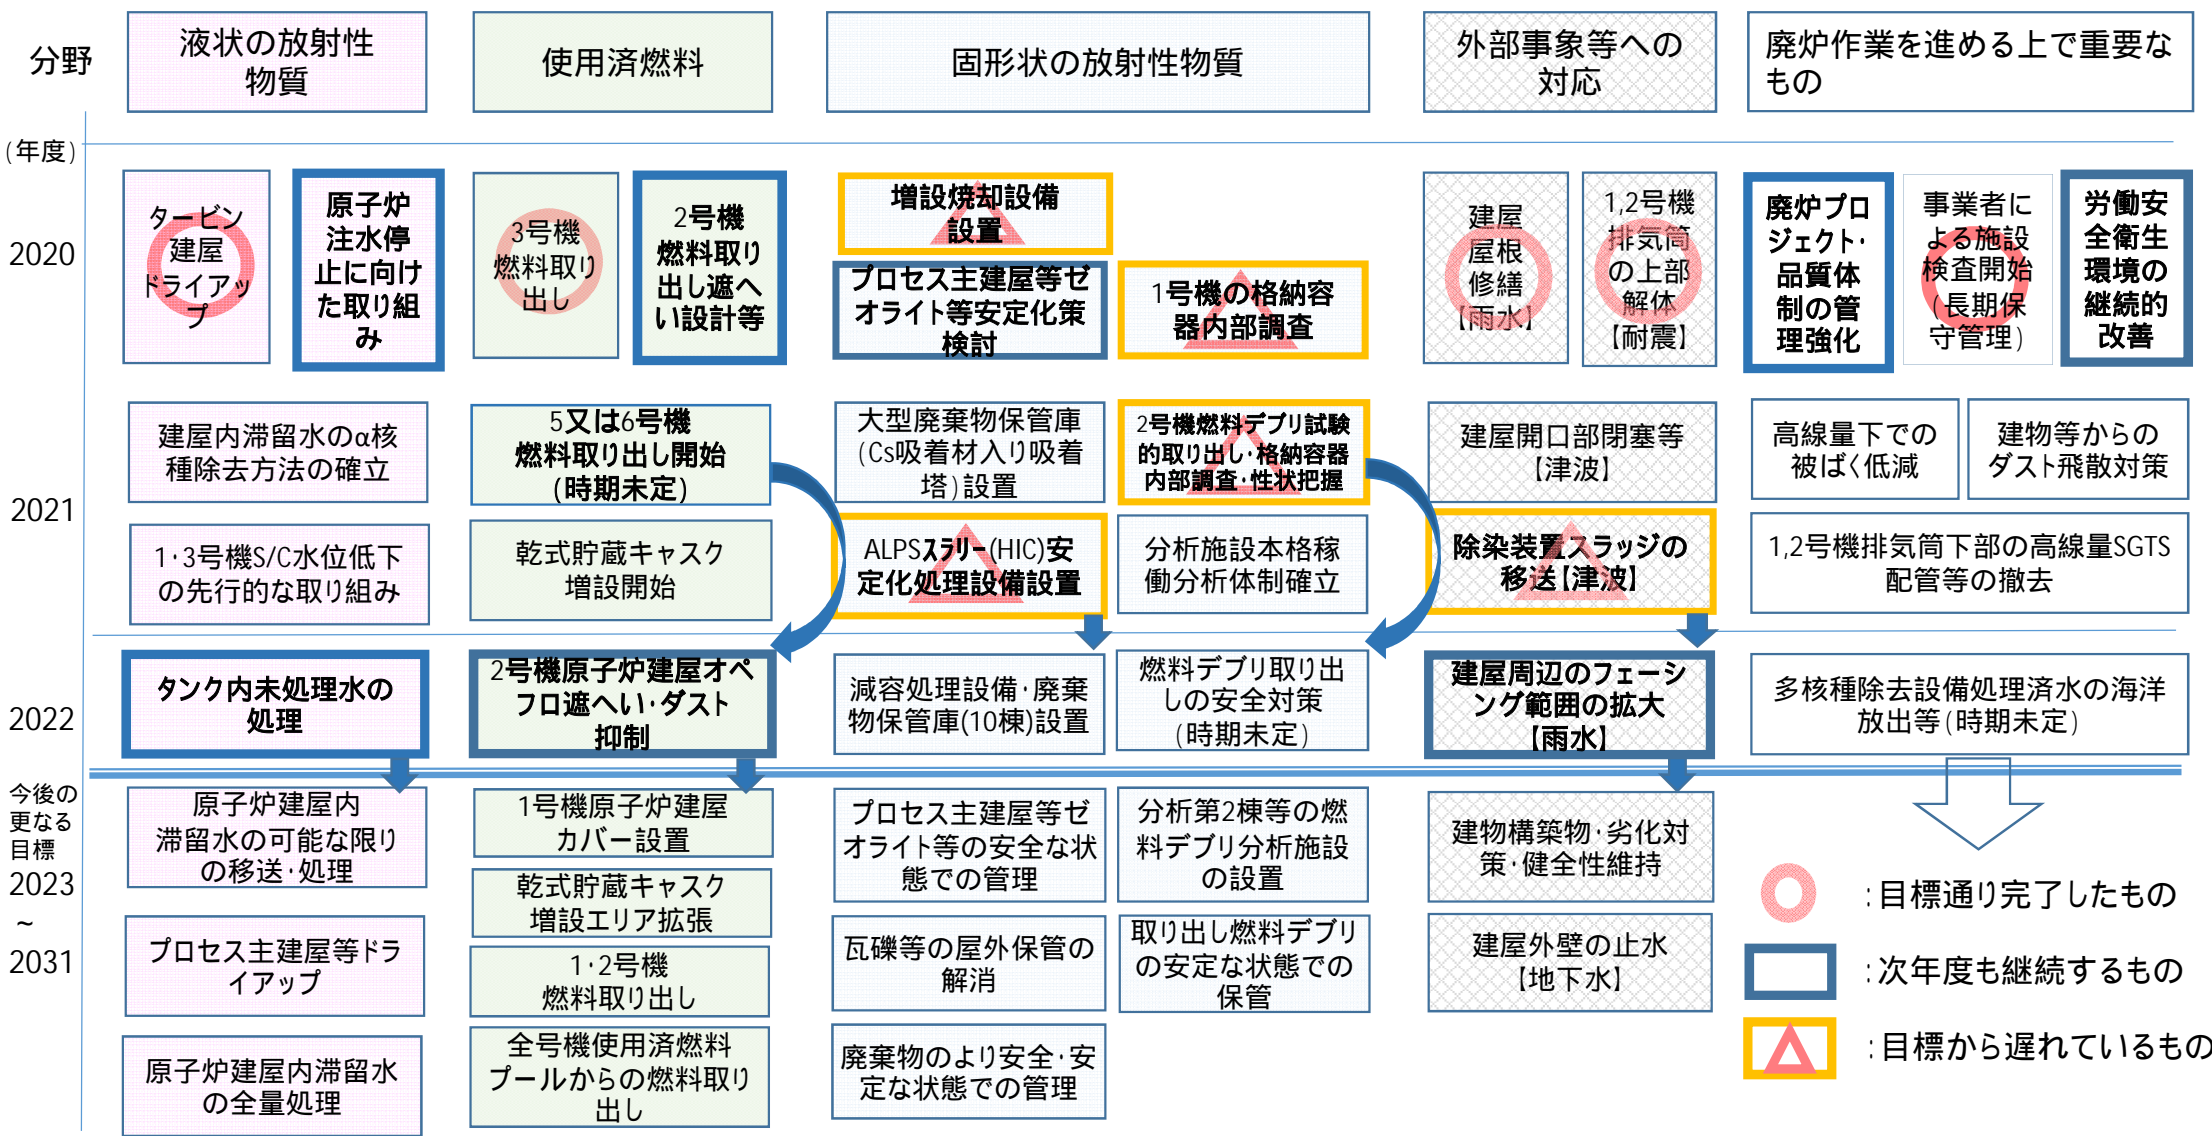 分野
液状の放射性
物質
使用済燃料
固形状の放射性物質
外部事象等への
対応
廃炉作業を進める上で重要な
もの
(年度)
2020
タービン
建屋
ドライアッ
プ
原子炉
注水停
止に向け
た取り組
み
3号機
燃料取り
出し
2号機
燃料取り
出し遮へ
い設計等
増設焼却設備
設置
プロセス主建屋等ゼ
オライト等安定化策
検討
1号機の格納容
器内部調査
建屋
屋根
修繕
【雨水】
1,2号機
排気筒
の上部
解体
【耐震】
廃炉プロ
ジェクト・
品質体
制の管
理強化
事業者に
よる施設
検査開始
(長期保
守管理)
労働安
全衛生
環境の
継続的
改善
2021
建屋内滞留水のα核
種除去方法の確立
1・3号機S/C水位低下
の先行的な取り組み
5又は6号機
燃料取り出し開始
(時期未定)
乾式貯蔵キャスク
増設開始
大型廃棄物保管庫
(Cs吸着材入り吸着
塔)設置
2号機燃料デブリ試験
的取り出し・格納容器
内部調査・性状把握
ALPSスラリー(HIC)安
定化処理設備設置
分析施設本格稼
働分析体制確立
建屋開口部閉塞等
【津波】
除染装置スラッジの
移送【津波】
高線量下での
被ばく低減
建物等からの
ダスト飛散対策
1,2号機排気筒下部の高線量SGTS
配管等の撤去
2022
タンク内未処理水の
処理
2号機原子炉建屋オペ
フロ遮へい・ダスト
抑制
減容処理設備・廃棄
物保管庫(10棟)設置
燃料デブリ取り出
しの安全対策
(時期未定)
建屋周辺のフェーシ
ング範囲の拡大
【雨水】
多核種除去設備処理済水の海洋
放出等(時期未定)
今後の
更なる
目標
2023
~
2031
原子炉建屋内
滞留水の可能な限り
の移送・処理
プロセス主建屋等ドラ
イアップ
原子炉建屋内滞留水
の全量処理
1号機原子炉建屋
カバー設置
乾式貯蔵キャスク
増設エリア拡張
1・2号機
燃料取り出し
全号機使用済燃料
プールからの燃料取り
出し
プロセス主建屋等ゼ
オライト等の安全な状
態での管理
瓦礫等の屋外保管の
解消
廃棄物のより安全・安
定な状態での管理
分析第2棟等の燃
料デブリ分析施設
の設置
取り出し燃料デブリ
の安定な状態での
保管
建物構築物・劣化対
策・健全性維持
建屋外壁の止水
【地下水】
:目標通り完了したもの
:次年度も継続するもの
:目標から遅れているもの